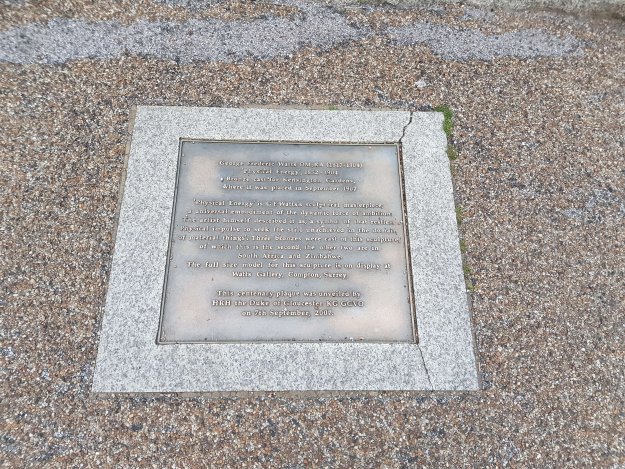 George Frederic Watts OM RA (1817-1904)
'Physical Energy', 1882-1904
a Bronze cast for Kensington Gardens
where it was placed in September 1907
'Physical Energy' is G F Watts's sculptural masterpiece,
a universal embodiment of the dynamic force of ambition.
The artist himself described it as 'a symbol of that restless
physical impulse to seek the still unachieved in the domain
of material things'. Three bronzes were cast of this sculpture
of which this is the second, the other two are in
South Africa and Zimbabwe.
The full size model for this sculpture is on display at
Watts Gallery, Compton, Surrey.
This centenary plaque was unveiled by
HRH the Duke of Gloucester, KG GCVO
on 7th September, 2007.